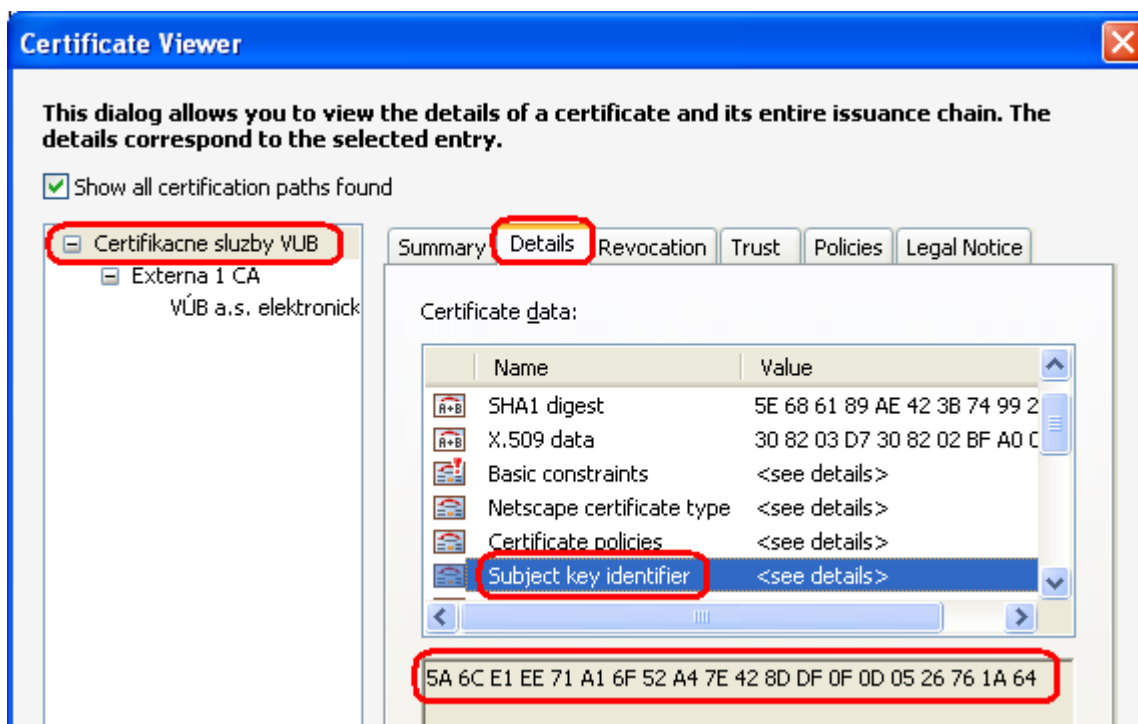 Certificate Viewer
This dialog allows you to view the details of a certificate and its entire issuance chain. The
details correspond to the selected entry.
Show all certification paths found
Certifikacne sluzby VUB
Externa 1 CA
VÚB a.s. elektronick
Summary Details Revocation Trust Policies Legal Notice
Certificate data:
Name Value
SHA1 digest 5E 68 61 89 AE 42 3B 74 99 2
X.509 data 30 82 03 D7 30 82 02 BF A0 0
Basic constraints <see details>
Netscape certificate type <see details>
Certificate policies <see details>
Subject key identifier <see details>
5A 6C E1 EE 71 A1 6F 52 A4 7E 42 8D DF 0F 0D 05 26 76 1A 64